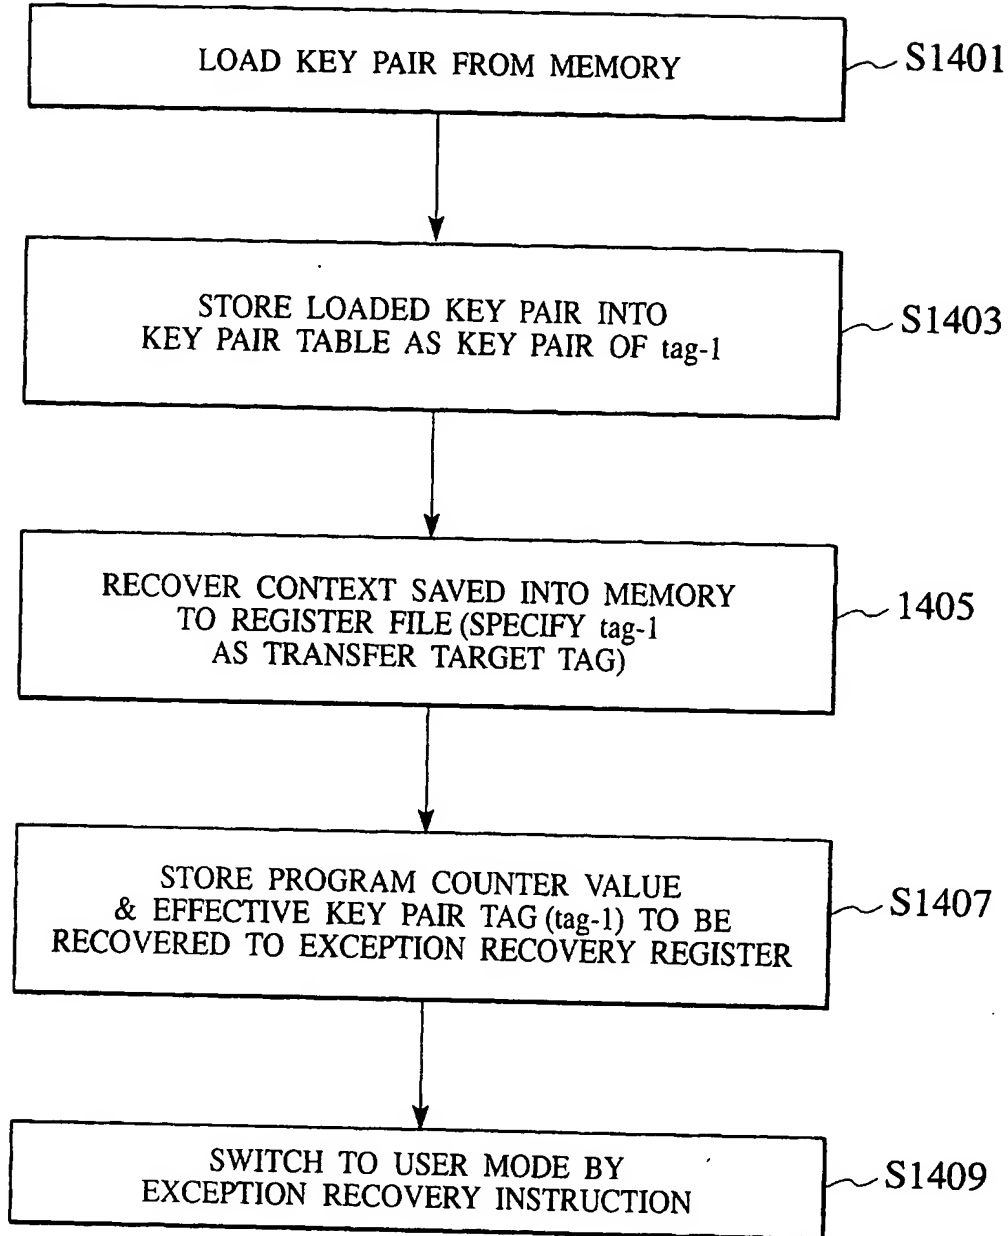 LOAD KEY PAIR FROM MEMORY
S1401
STORE LOADED KEY PAIR INTO
KEY PAIR TABLE AS KEY PAIR OF tag-1
S1403
RECOVER CONTEXT SAVED INTO MEMORY
TO REGISTER FILE (SPECIFY tag-1
AS TRANSFER TARGET TAG)
1405
STORE PROGRAM COUNTER VALUE
& EFFECTIVE KEY PAIR TAG (tag-1) TO BE
RECOVERED TO EXCEPTION RECOVERY REGISTER
S1407
SWITCH TO USER MODE BY
EXCEPTION RECOVERY INSTRUCTION
S1409